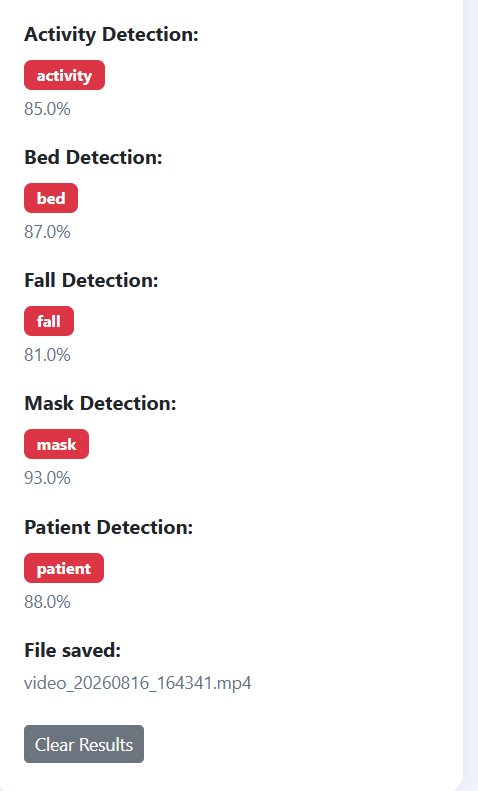 Activity Detection:
activity
85.0%
Bed Detection:
bed
87.0%
Fall Detection:
fall
81.0%
Mask Detection:
mask
93.0%
Patient Detection:
patient
88.0%
File saved:
video_20260816_164341.mp4
Clear Results